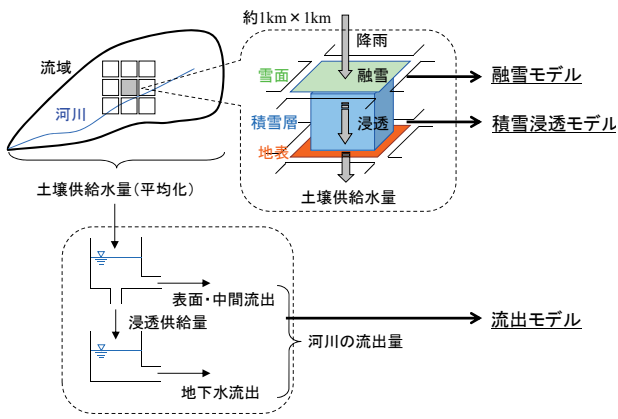 約1km×1km
降雨
流域
雪面
融雪
融雪モデル
河川
積雪層
浸透
積雪浸透モデル
地表
土壌供給水量(平均化)
土壌供給水量
表面・中間流出
浸透供給量
河川の流出量
流出モデル
地下水流出